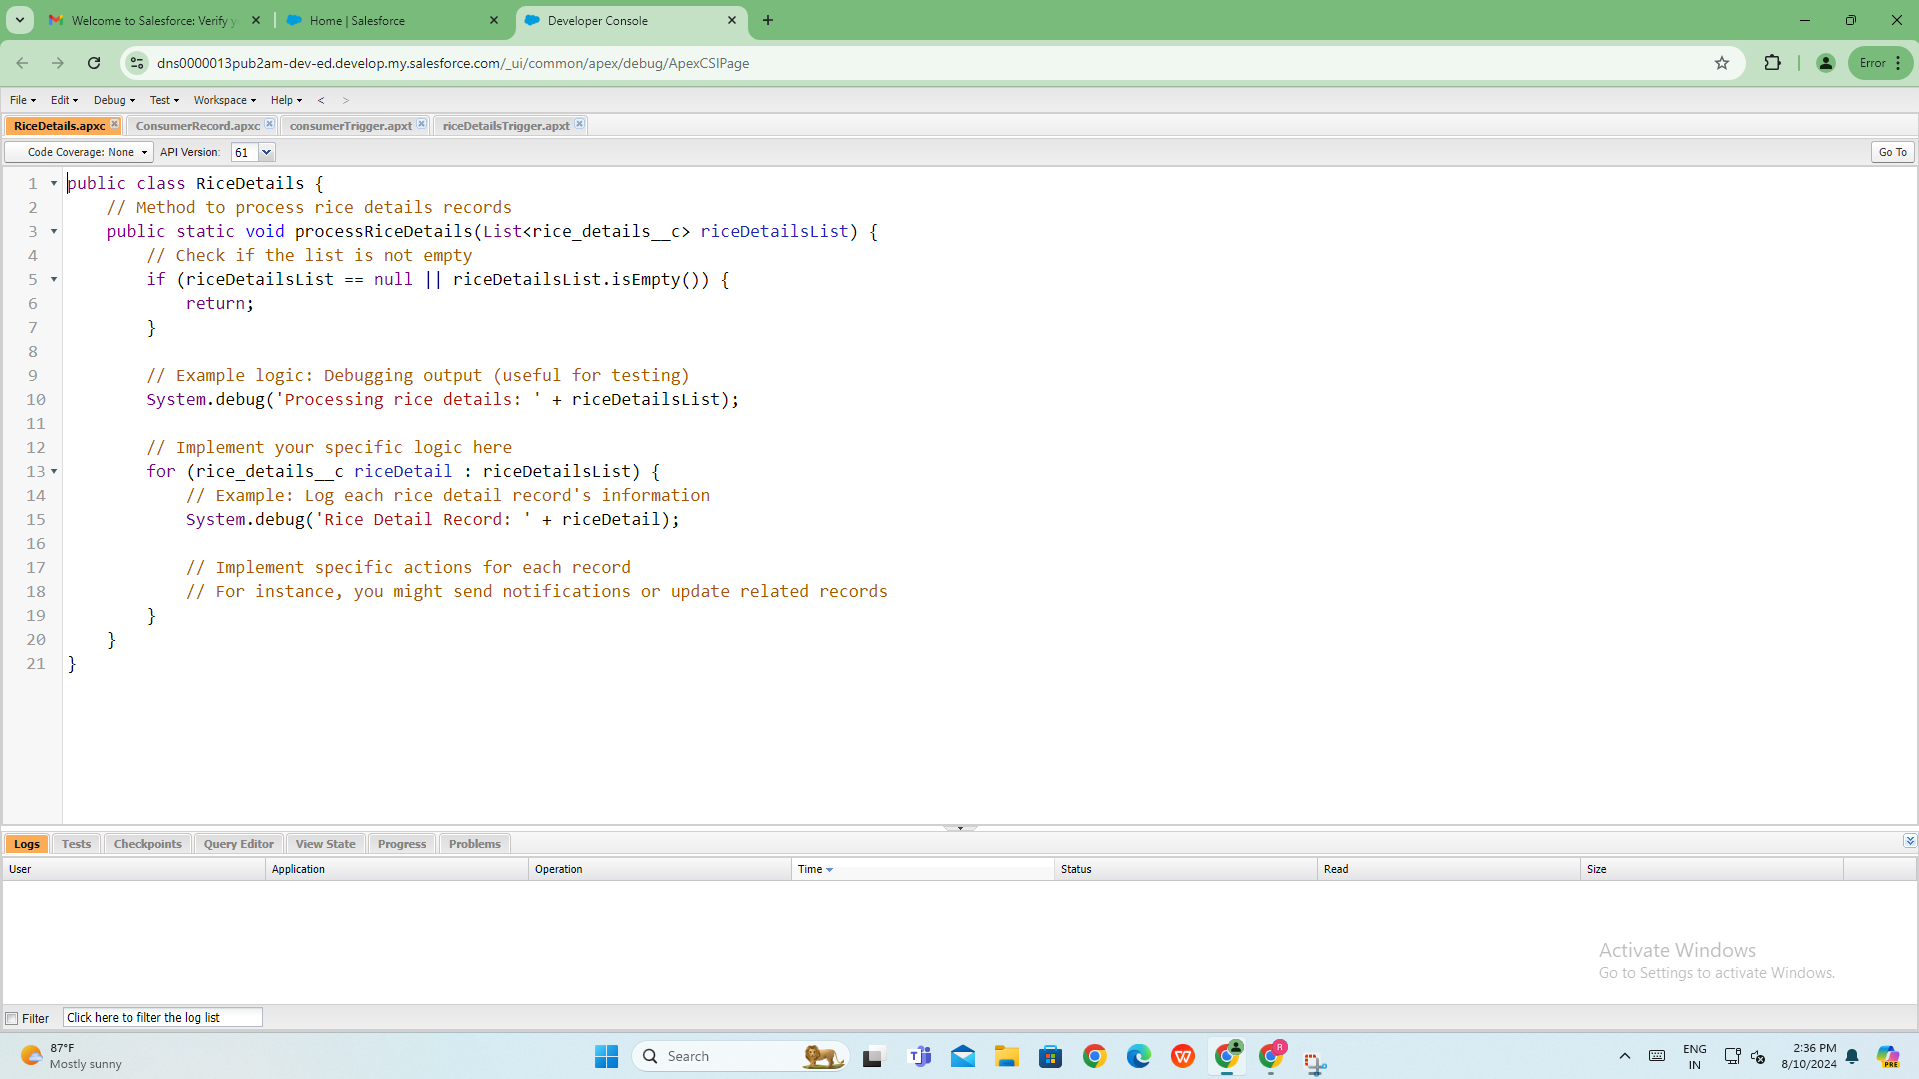 Welcome to Salesforce: Verify y
Home | Salesforce
Developer Console
dns0000013pub2am-dev-ed.develop.my.salesforce.com/_ui/common/apex/debug/ApexCSIPage
Error
File Edit Debug Test Workspace Help < >
RiceDetails.apxc ConsumerRecord.apxc consumerTrigger.apxt riceDetailsTrigger.apxt
Code Coverage: None API Version: 61 Go To
1 public class RiceDetails {
2 // Method to process rice details records
3 public static void processRiceDetails(List<rice_details__c> riceDetailsList) {
4 // Check if the list is not empty
5 if (riceDetailsList == null || riceDetailsList.isEmpty()) {
6 return;
7 }
8
9 // Example logic: Debugging output (useful for testing)
10 System.debug('Processing rice details: ' + riceDetailsList);
11
12 // Implement your specific logic here
13 for (rice_details__c riceDetail : riceDetailsList) {
14 // Example: Log each rice detail record's information
15 System.debug('Rice Detail Record: ' + riceDetail);
16
17 // Implement specific actions for each record
18 // For instance, you might send notifications or update related records
19 }
20 }
21 }
Logs Tests Checkpoints Query Editor View State Progress Problems
User Application Operation Time Status Read Size
Activate Windows
Go to Settings to activate Windows.
Filter Click here to filter the log list
87°F
Mostly sunny
Search
R
PRE
ENG
IN
2:36 PM
8/10/2024